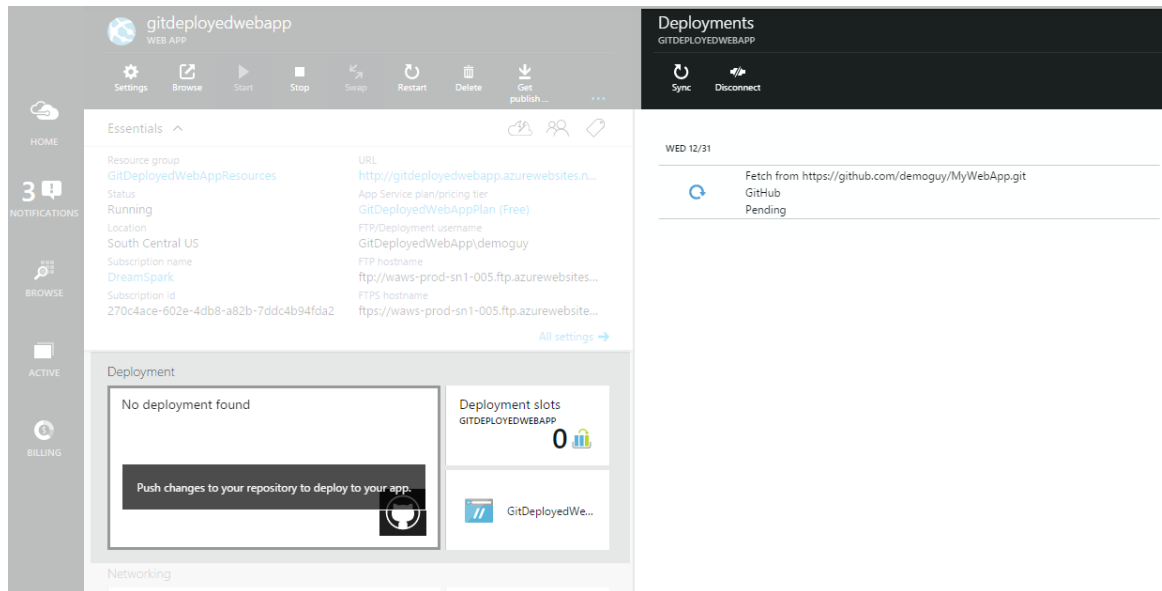 gitdeployedwebapp
WEB APP
Settings
Browse
Start
Stop
Swap
Restart
Delete
Get
publish ...
...
HOME
3
NOTIFICATIONS
BROWSE
ACTIVE
BILLING
Essentials
Resource group
GitDeployedWebAppResources
Status
Running
Location
South Central US
Subscription name
DreamSpark
Subscription id
270c4ace-602e-4db8-a82b-7ddc4b94fda2
URL
http://gitdeployedwebapp.azurewebsites.n...
App Service plan/pricing tier
GitDeployedWebAppPlan (Free)
FTP/Deployment username
GitDeployedWebApp\demoguy
FTP hostname
ftp://waws-prod-sn1-005.ftp.azurewebsites...
FTPS hostname
ftps://waws-prod-sn1-005.ftp.azurewebsite...
All settings
Deployment
No deployment found
Push changes to your repository to deploy to your app.
Deployment slots
GITDEPLOYEDWEBAPP
0
GitDeployedWe...
Networking
Deployments
GITDEPLOYEDWEBAPP
Sync
Disconnect
WED 12/31
Fetch from https://github.com/demoguy/MyWebApp.git
GitHub
Pending